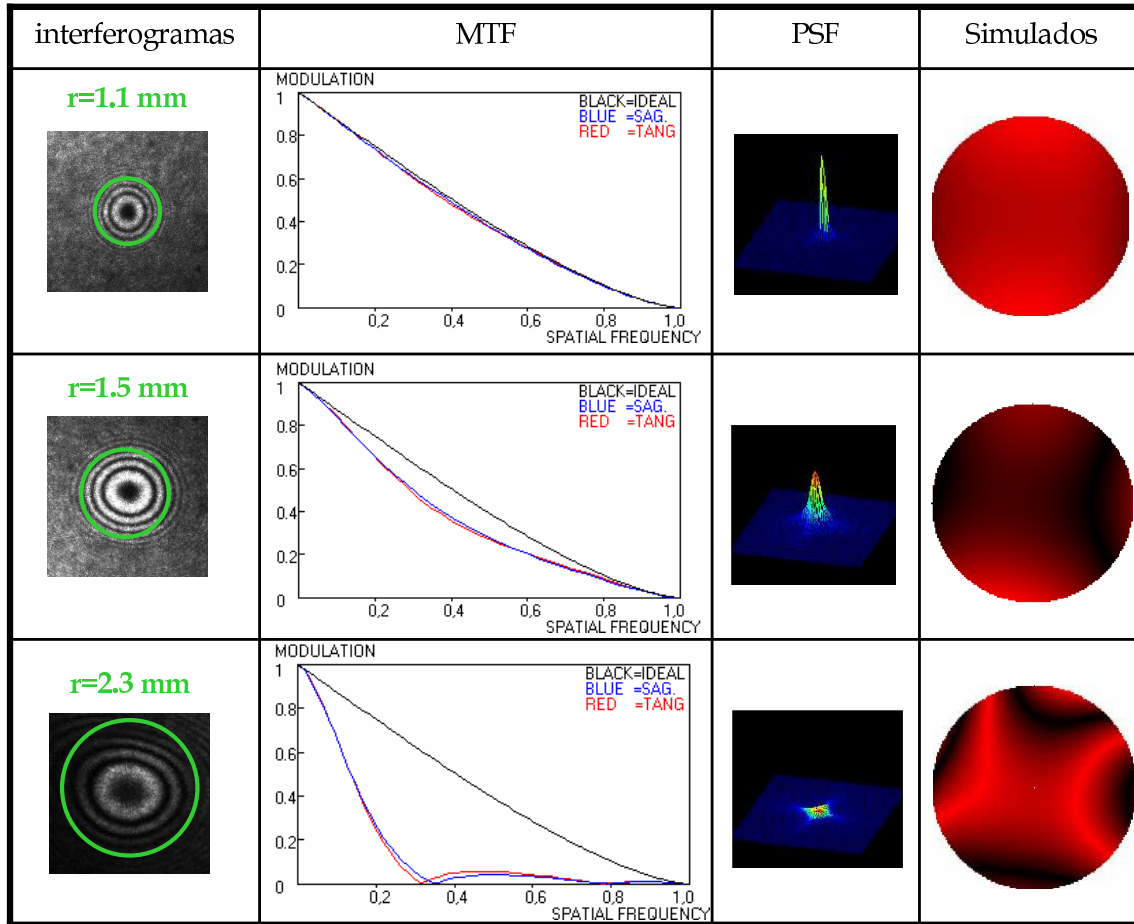 interferogramas
MTF
PSF
Simulados
r=1.1 mm
MODULATION
BLACK=IDEAL
BLUE =SAG.
RED =TANG
1
0.8
0.6
0.4
0.2
0
0,2
0,4
0,6
0,8
1,0
SPATIAL FREQUENCY
r=1.5 mm
MODULATION
BLACK=IDEAL
BLUE =SAG.
RED =TANG
1
0.8
0.6
0.4
0.2
0
0,2
0,4
0,6
0,8
1,0
SPATIAL FREQUENCY
r=2.3 mm
MODULATION
BLACK=IDEAL
BLUE =SAG.
RED =TANG
1
0.8
0.6
0.4
0.2
0
0,2
0,4
0,6
0,8
1,0
SPATIAL FREQUENCY